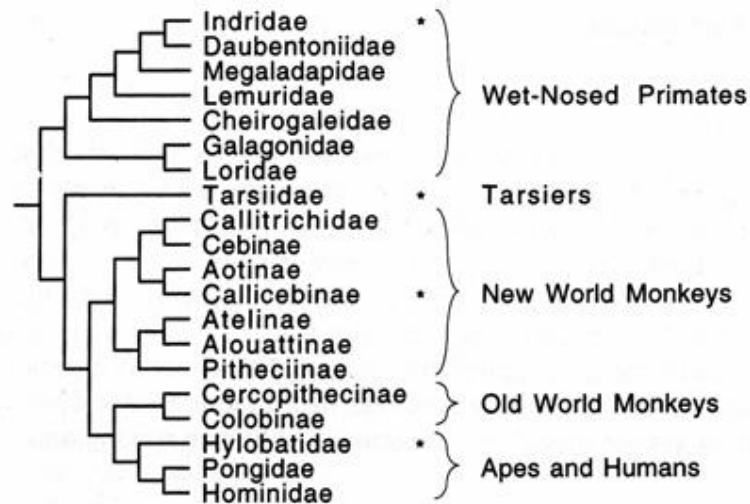 Indridae *
Daubentoniidae
Megaladapidae
Lemuridae
Wet-Nosed Primates
Cheirogaleidae
Galagonidae
Loridae
Tarsiidae * Tarsiers
Callitrichidae
Cebinae
Aotinae
Callicebinae * New World Monkeys
Atelinae
Alouattinae
Pitheciinae
Cercopithecinae
Old World Monkeys
Colobinae
Hylobatidae *
Pongidae Apes and Humans
Hominidae